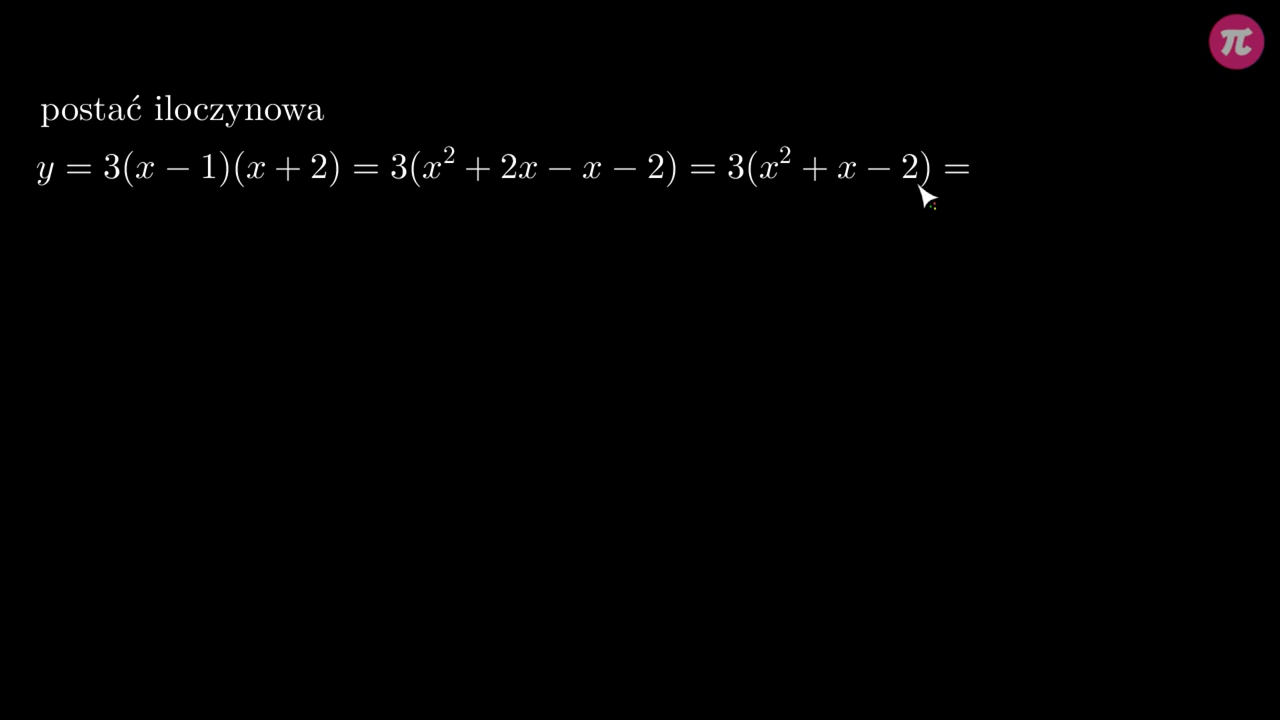 π
postać iloczynowa
y = 3(x − 1)(x + 2) = 3(x² + 2x − x − 2) = 3(x² + x − 2) =